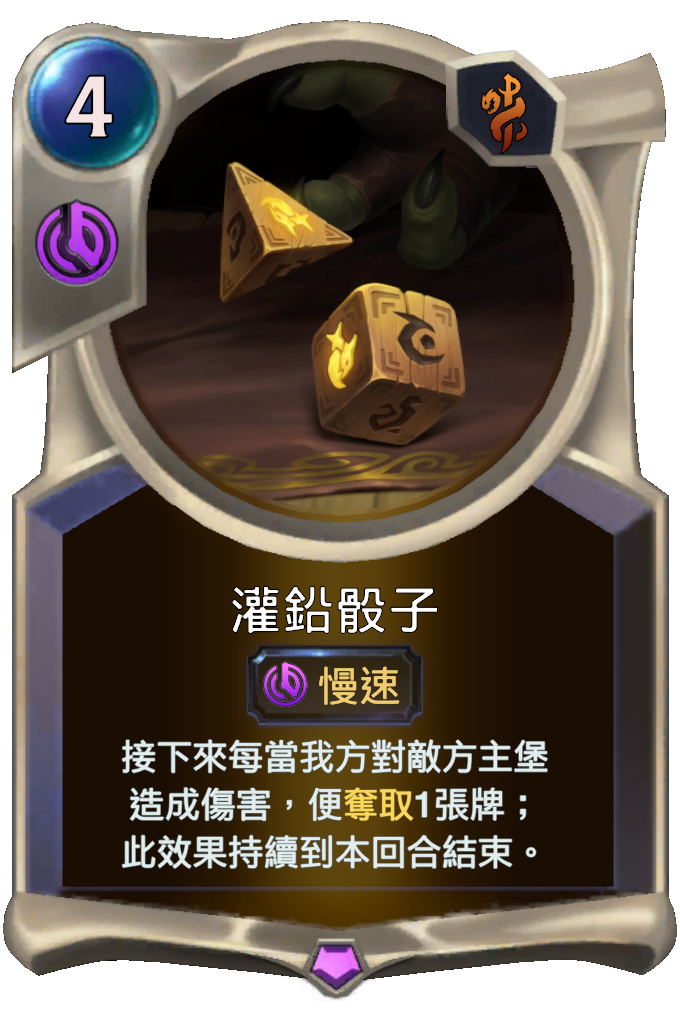 4
灌鉛骰子
慢速
接下來每當我方對敵方主堡
造成傷害，便奪取1張牌；
此效果持續到本回合結束。